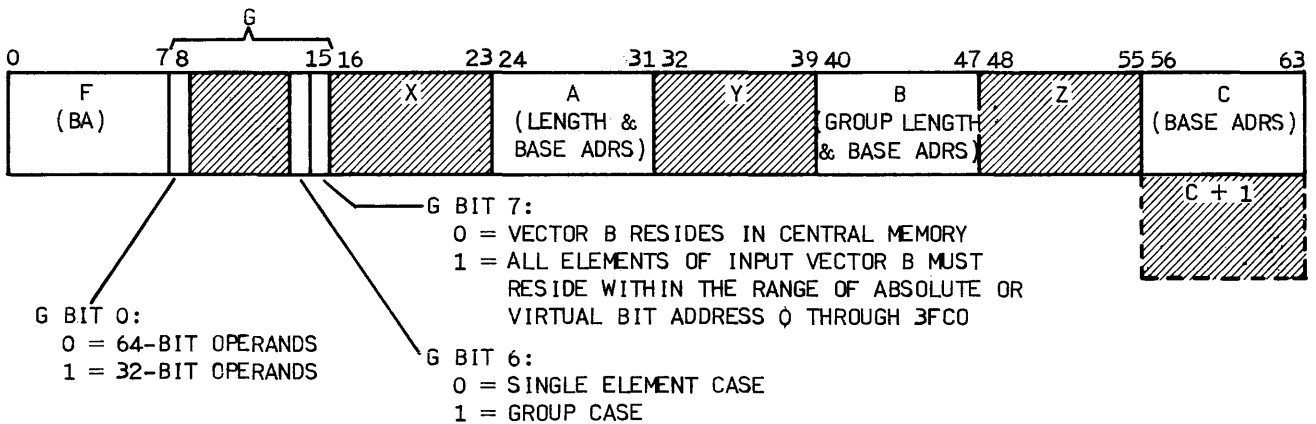 G
0 7 8 15 16 23 24 31 32 39 40 47 48 55 56 63
F X A Y B Z C
(BA) (LENGTH & (GROUP LENGTH (BASE ADRS)
BASE ADRS) & BASE ADRS)
C + 1
G BIT 7:
0 = VECTOR B RESIDES IN CENTRAL MEMORY
1 = ALL ELEMENTS OF INPUT VECTOR B MUST
RESIDE WITHIN THE RANGE OF ABSOLUTE OR
VIRTUAL BIT ADDRESS 0 THROUGH 3FC0
G BIT 0:
0 = 64-BIT OPERANDS
1 = 32-BIT OPERANDS
G BIT 6:
0 = SINGLE ELEMENT CASE
1 = GROUP CASE